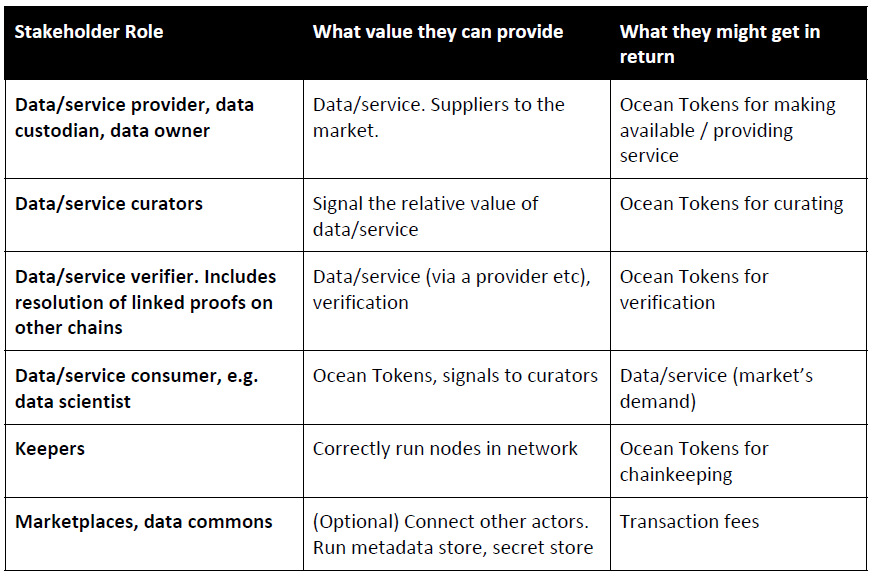 Stakeholder Role
What value they can provide
What they might get in
return
Data/service provider, data
custodian, data owner
Data/service. Suppliers to the
market.
Ocean Tokens for making
available / providing
service
Data/service curators
Signal the relative value of
data/service
Ocean Tokens for curating
Data/service verifier. Includes
resolution of linked proofs on
other chains
Data/service (via a provider etc),
verification
Ocean Tokens for
verification
Data/service consumer, e.g.
data scientist
Ocean Tokens, signals to curators
Data/service (market’s
demand)
Keepers
Correctly run nodes in network
Ocean Tokens for
chainkeeping
Marketplaces, data commons
(Optional) Connect other actors.
Run metadata store, secret store
Transaction fees